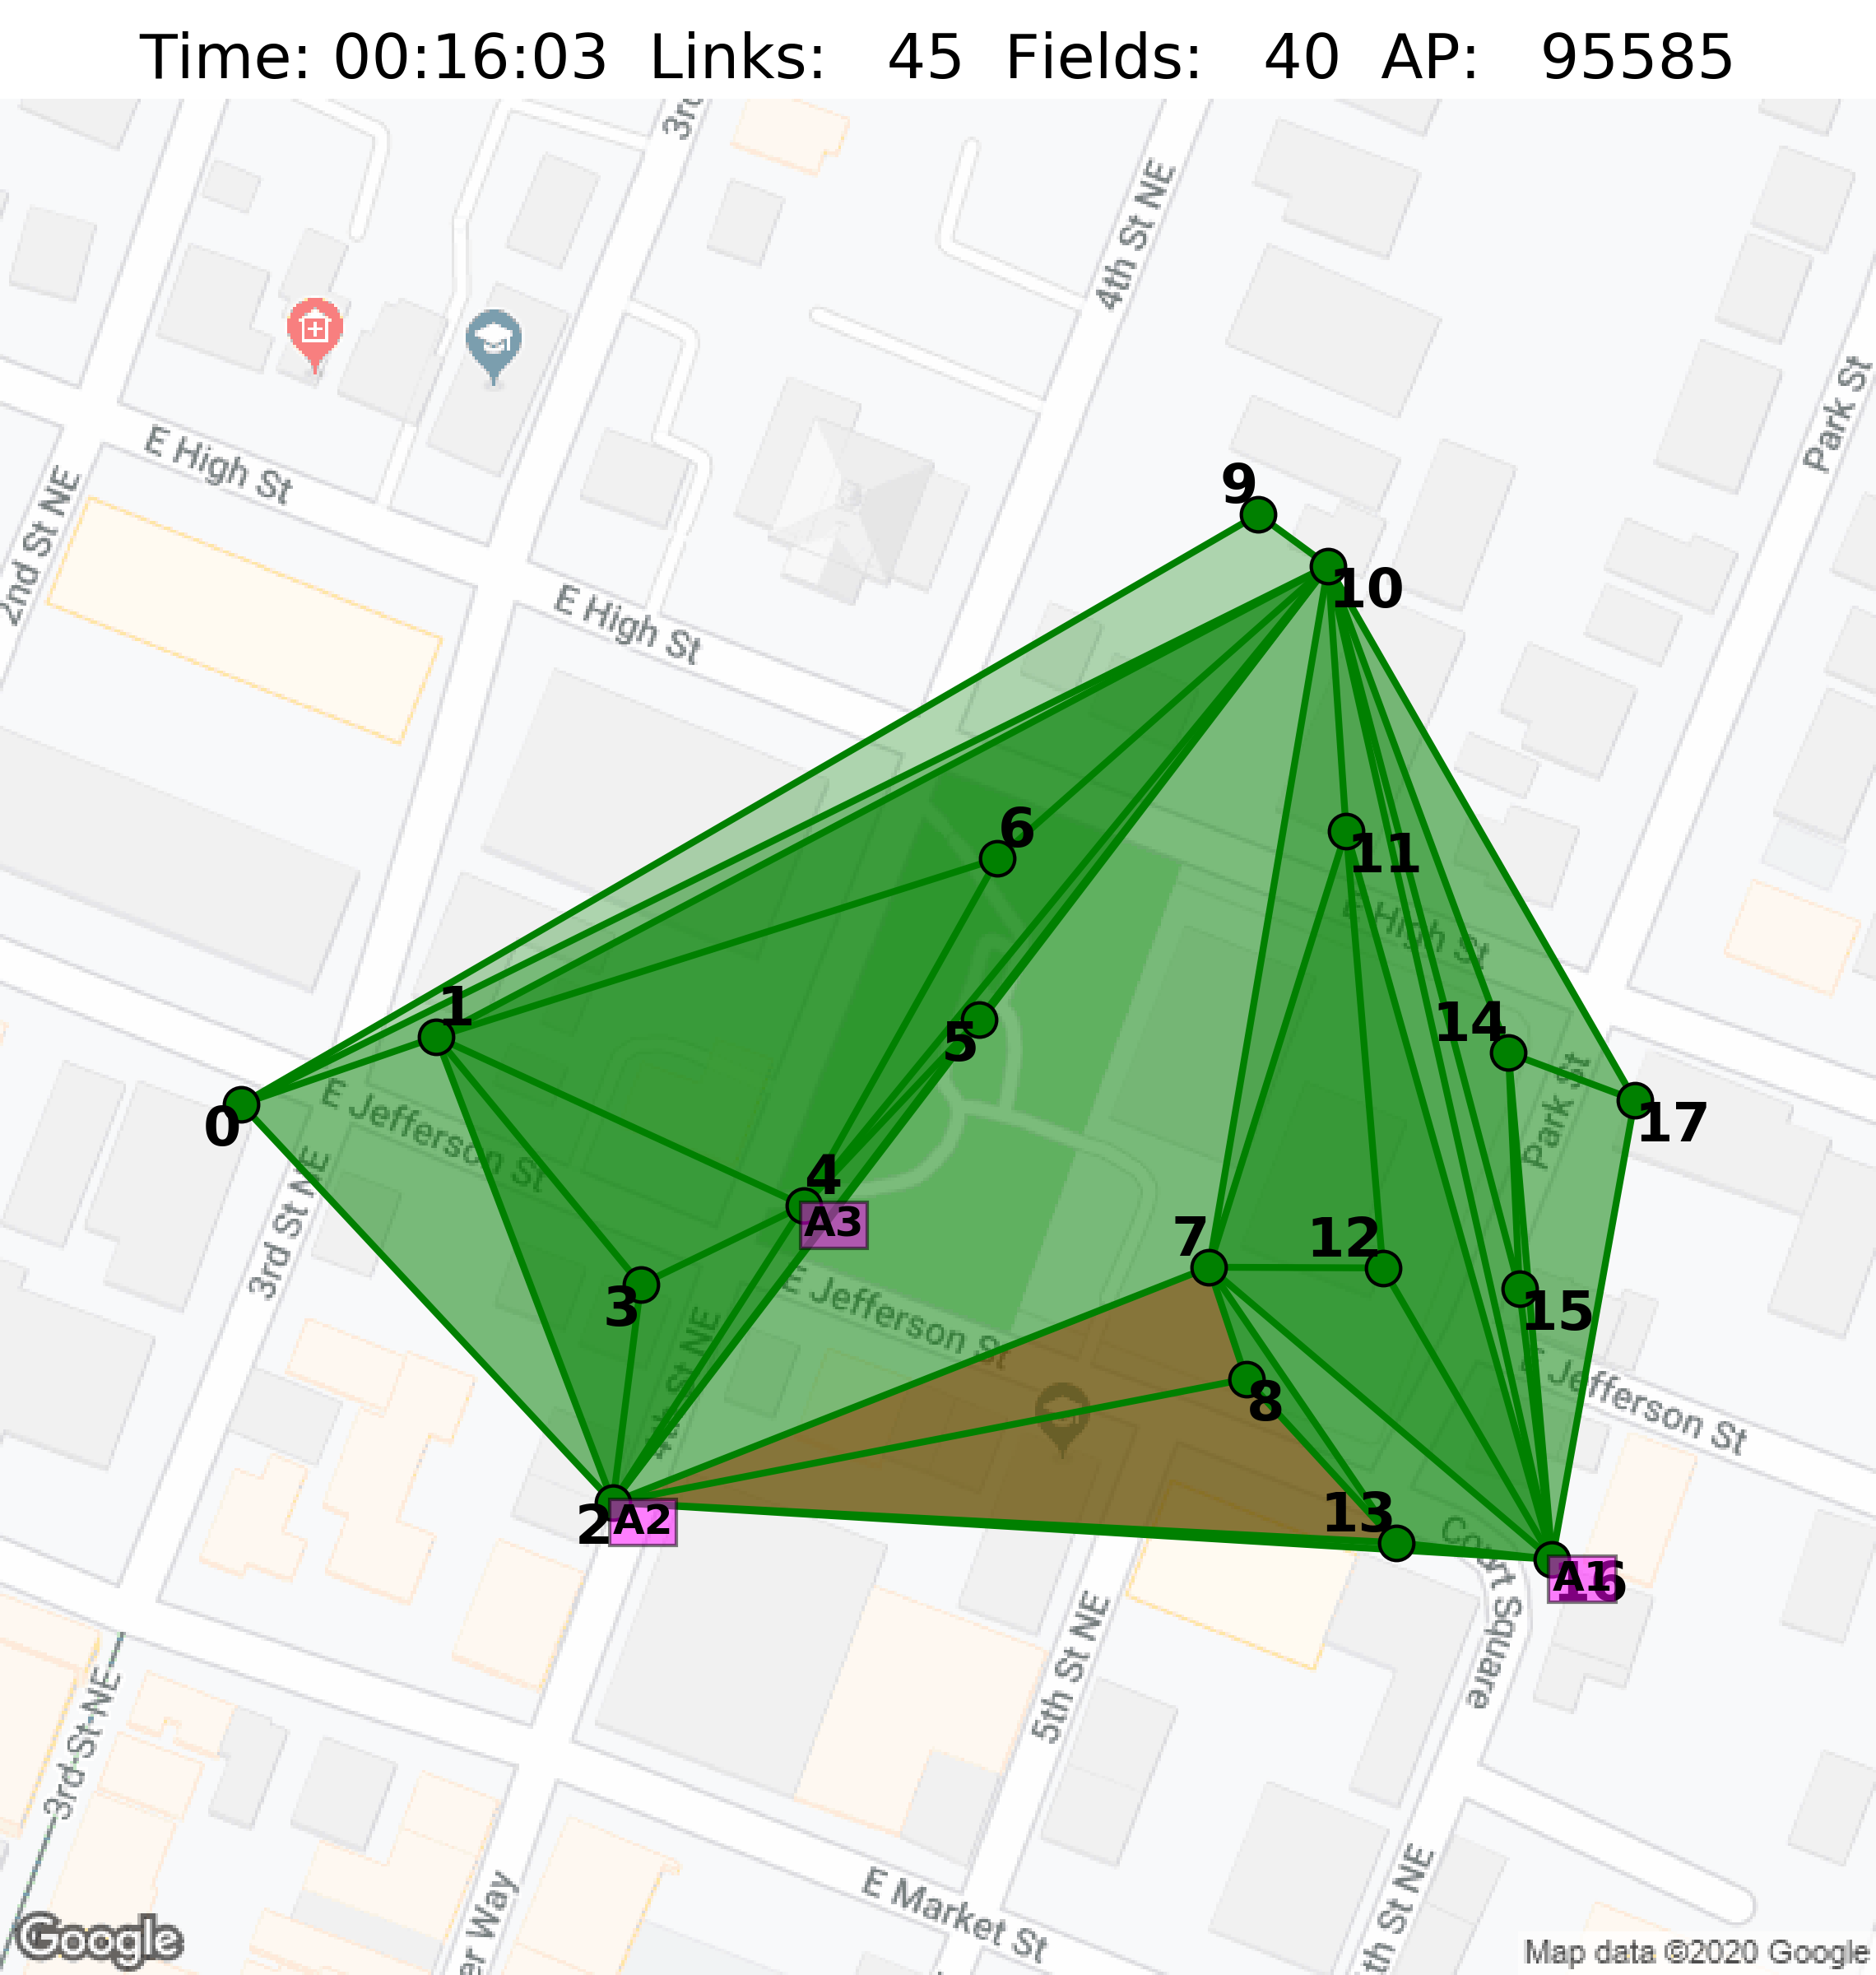 Time: 00:16:03 Links: 45 Fields: 40 AP: 95585
3rd
4th St NE
Park St
E High St
2nd St NE
9
10
E High St
6
11
E High St
1
5
14
0
E Jefferson St
Park St
17
3rd St NE
4
A3
7
12
3
E Jefferson St
15
4th St NE
E Jefferson St
8
2
A2
13
Court Square
A1
16
5th St NE
3rd St NE
E Market St
er Way
th St NE
Google
Map data ©2020 Google